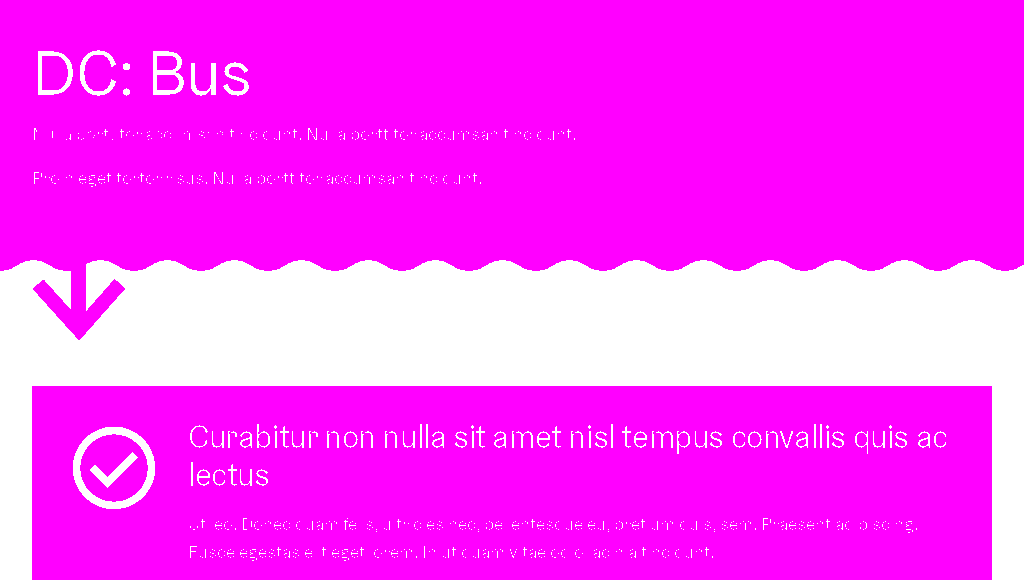 DC: Bus
Nulla porttitor accumsan tincidunt. Nulla porttitor accumsan tincidunt.
Proin eget tortor risus. Nulla porttitor accumsan tincidunt.
Curabitur non nulla sit amet nisl tempus convallis quis ac
lectus
Ut leo. Donec quam felis, ultricies nec, pellentesque eu, pretium quis, sem. Praesent adipiscing.
Fusce egestas elit eget lorem. In ut quam vitae odio lacinia tincidunt.